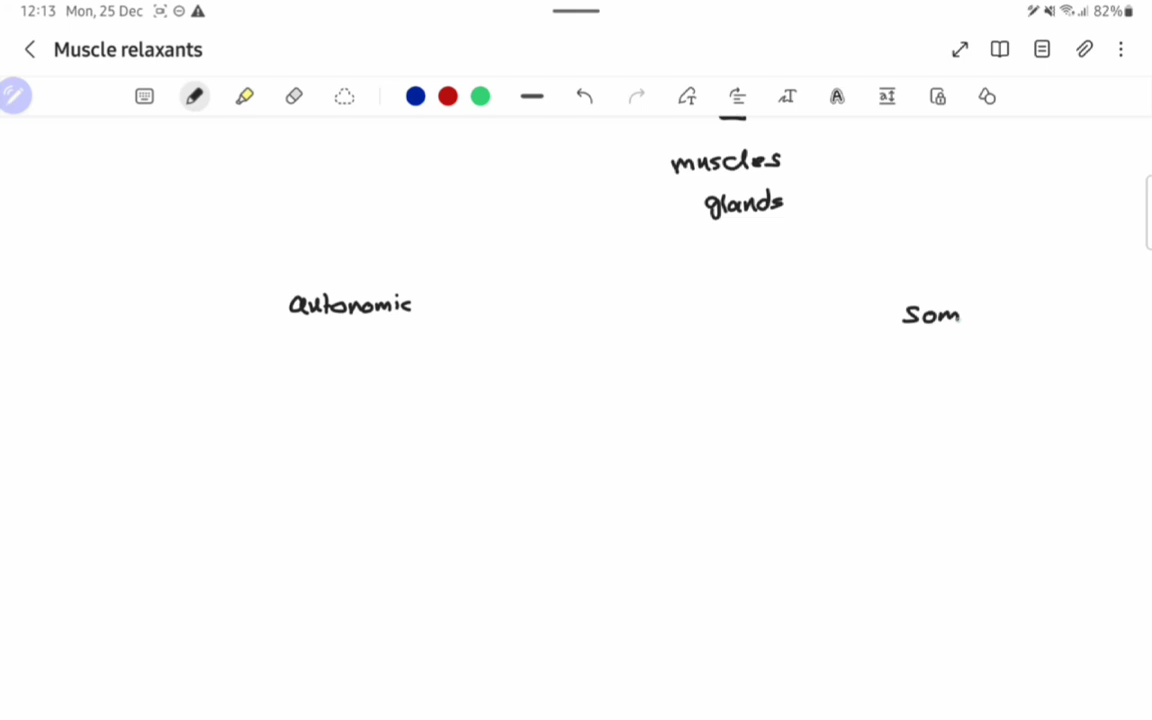 12:13 Mon, 25 Dec 82%
Muscle relaxants
muscles
glands
autonomic
Som